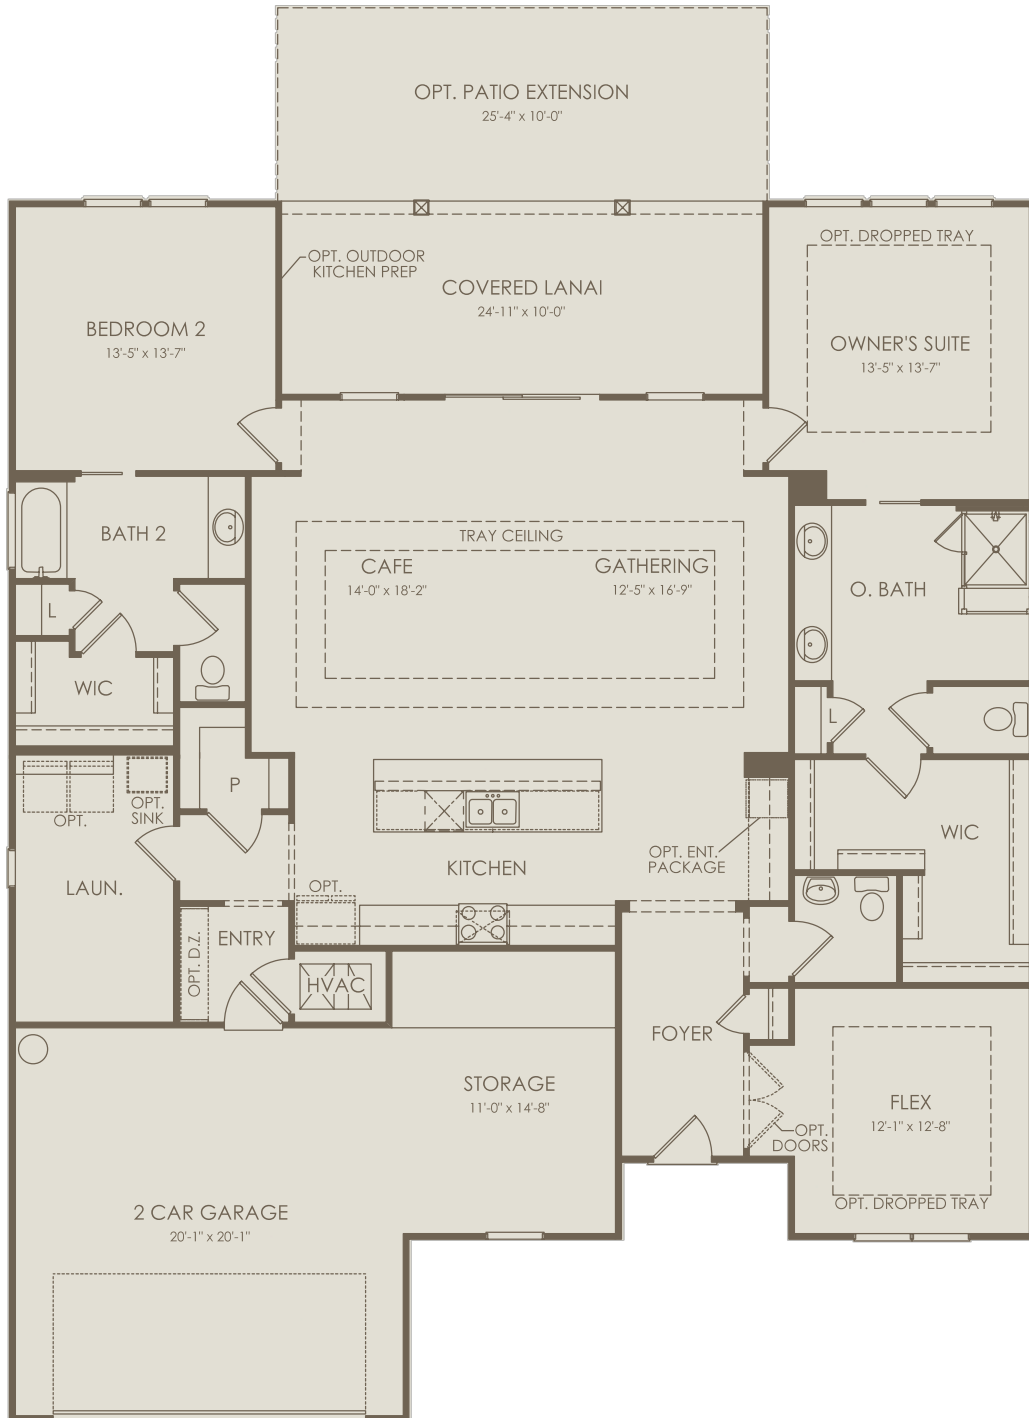 OPT. PATIO EXTENSION
25'-4" x 10'-0"
OPT. DROPPED TRAY
OPT. OUTDOOR
KITCHEN PREP
COVERED LANAI
24'-11" x 10'-0"
BEDROOM 2
13'-5" x 13'-7"
OWNER'S SUITE
13'-5" x 13'-7"
BATH 2
TRAY CEILING
CAFE
14'-0" x 18'-2"
GATHERING
12'-5" x 16'-9"
O. BATH
L
WIC
L
P
OPT.
OPT.
SINK
WIC
OPT. ENT.
PACKAGE
KITCHEN
LAUN.
OPT.
ENTRY
OPT. D.Z.
HVAC
FOYER
STORAGE
11'-0" x 14'-8"
FLEX
12'-1" x 12'-8"
OPT.
DOORS
OPT. DROPPED TRAY
2 CAR GARAGE
20'-1" x 20'-1"